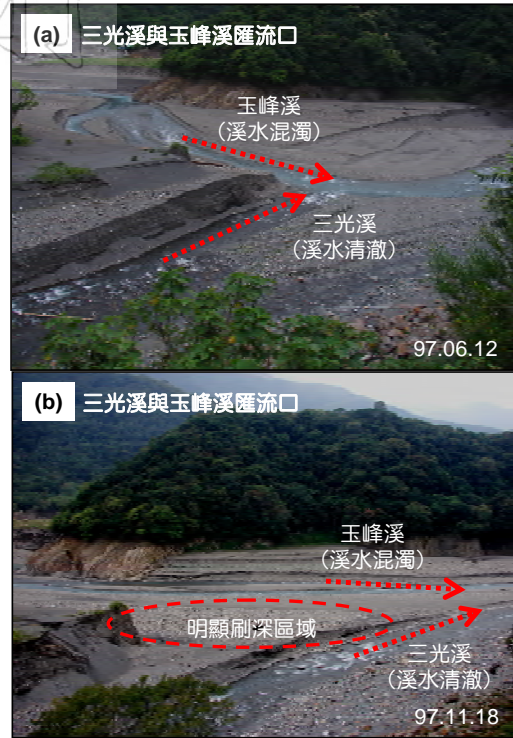 (a) 三光溪與玉峰溪匯流口
玉峰溪
(溪水混濁)
三光溪
(溪水清澈)
97.06.12
(b) 三光溪與玉峰溪匯流口
玉峰溪
(溪水混濁)
明顯刷深區域
三光溪
(溪水清澈)
97.11.18